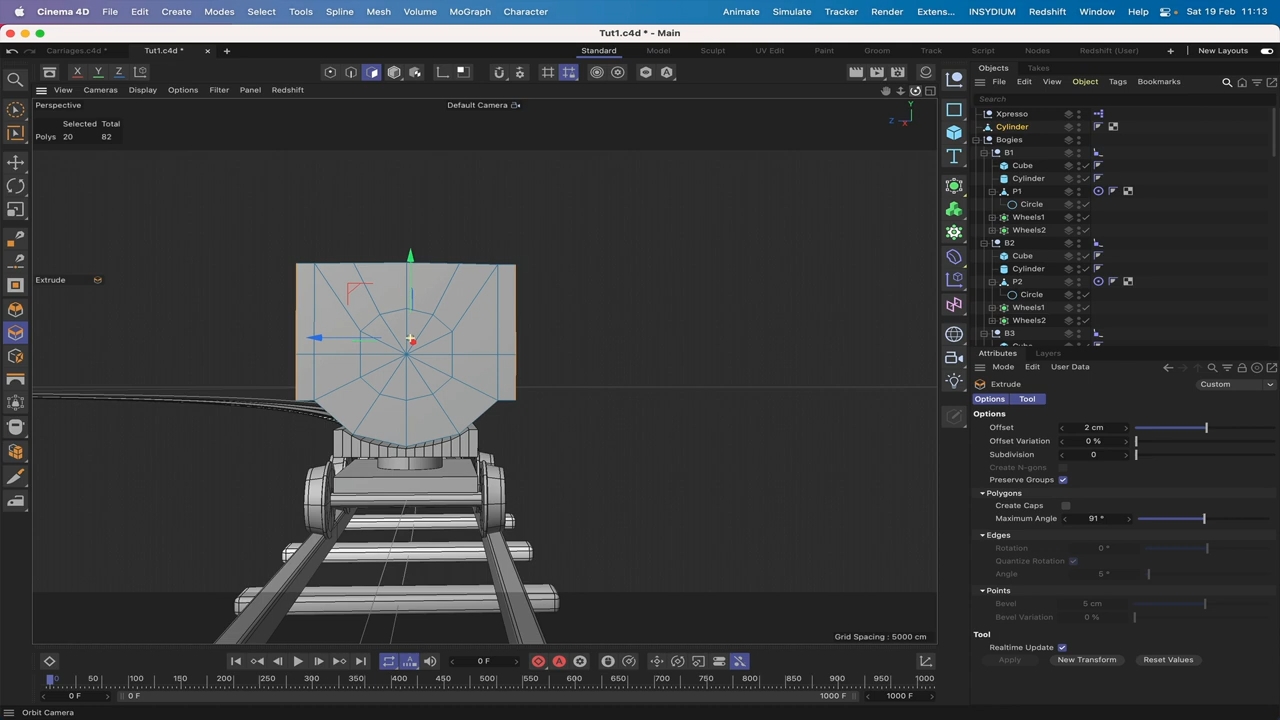 Cinema 4D File Edit Create Modes Select Tools Spline Mesh Volume MoGraph Character Animate Simulate Tracker Render Extens... INSYDIUM Redshift Window Help Sat 19 Feb 11:13
Tut1.c4d * - Main
Carriages.c4d * Tut1.c4d * Standard Model Sculpt UV Edit Paint Groom Track Script Nodes Redshift (User) New Layouts
X Y Z
Objects Takes
View Cameras Display Options Filter Panel Redshift
File Edit View Object Tags Bookmarks
Search
Perspective Default Camera
Y
Z X
Selected Total
Polys 20 82
Extrude
Xpresso
Cylinder
Bogies
B1
Cube
Cylinder
P1
Circle
Wheels1
Wheels2
B2
Cube
Cylinder
P2
Circle
Wheels1
Wheels2
B3
Attributes Layers
Mode Edit User Data
Extrude Custom
Options Tool
Options
Offset 2 cm
Offset Variation 0 %
Subdivision 0
Create N-gons
Preserve Groups
Polygons
Create Caps
Maximum Angle 91 °
Edges
Rotation 0 °
Quantize Rotation
Angle 5 °
Points
Bevel 5 cm
Bevel Variation 0 %
Tool
Realtime Update
Apply New Transform Reset Values
Grid Spacing : 5000 cm
0 F
0 50 100 150 200 250 300 350 400 450 500 550 600 650 700 750 800 850 900 950 1000
0 F 0 F 1000 F 1000 F
Orbit Camera